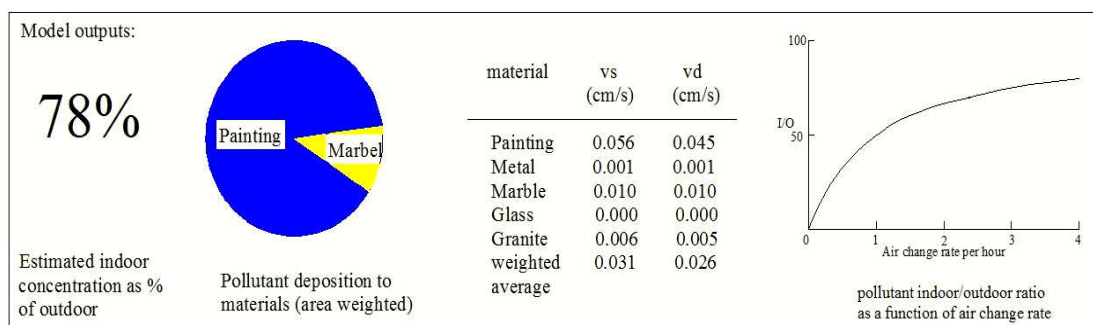 Model outputs:
78%
Estimated indoor
concentration as %
of outdoor
Painting
Marbel
Pollutant deposition to
materials (area weighted)
material vs vd
(cm/s) (cm/s)
Painting 0.056 0.045
Metal 0.001 0.001
Marble 0.010 0.010
Glass 0.000 0.000
Granite 0.006 0.005
weighted 0.031 0.026
average
100
I/O
50
0 1 2 3 4
Air change rate per hour
pollutant indoor/outdoor ratio
as a function of air change rate